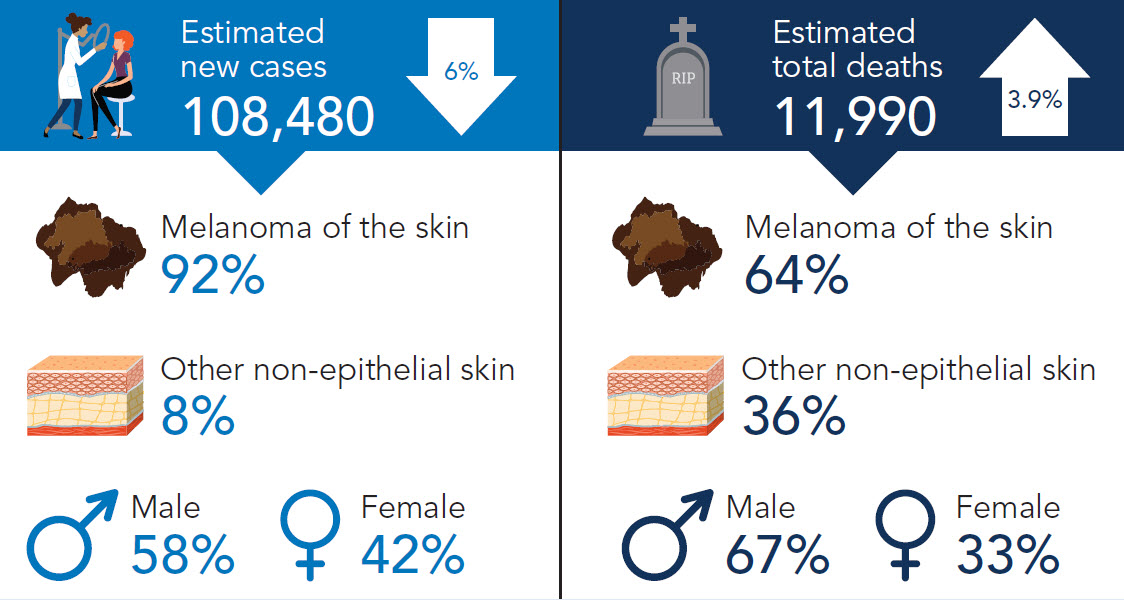 Estimated
new cases
108,480
6%
Melanoma of the skin
92%
Other non-epithelial skin
8%
Male
58%
Female
42%
RIP
Estimated
total deaths
11,990
3.9%
Melanoma of the skin
64%
Other non-epithelial skin
36%
Male
67%
Female
33%